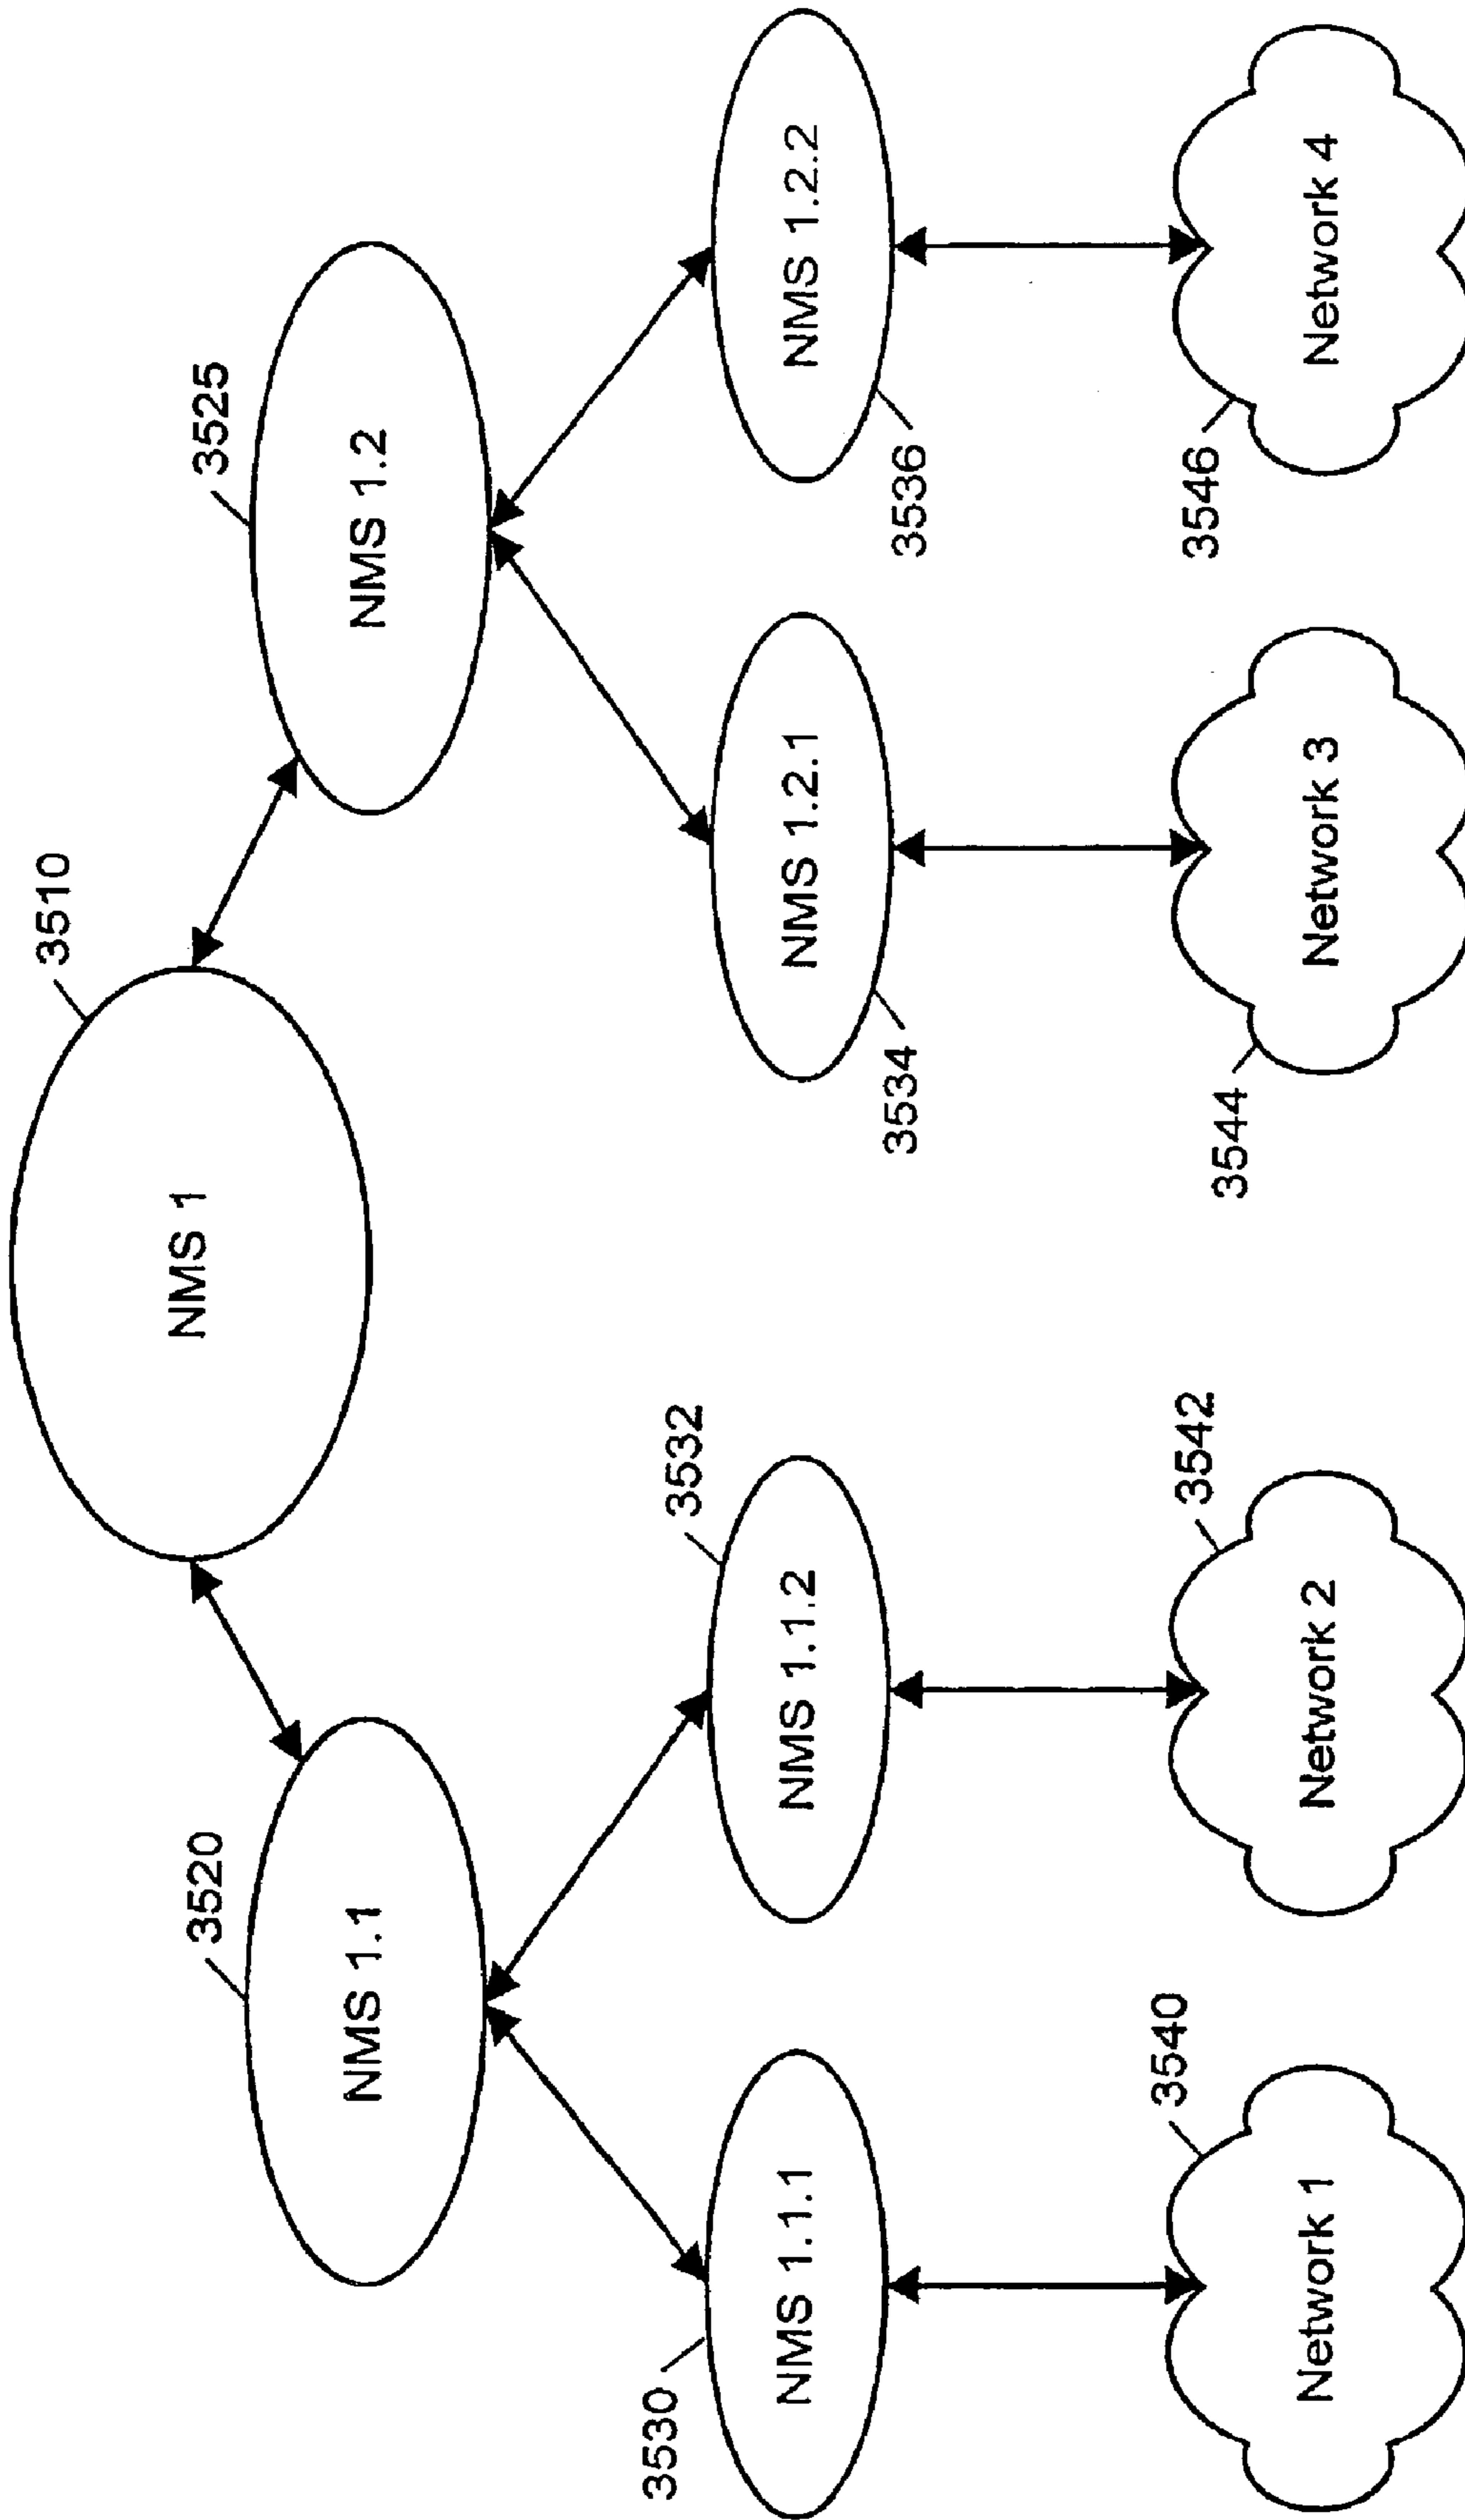 3510
NMS 1
3520
NMS 1.1
3525
NMS 1.2
3530
NMS 1.1.1
3532
NMS 1.1.2
NMS 1.2.1
3534
NMS 1.2.2
3536
3540
Network 1
3542
Network 2
3544
Network 3
3546
Network 4